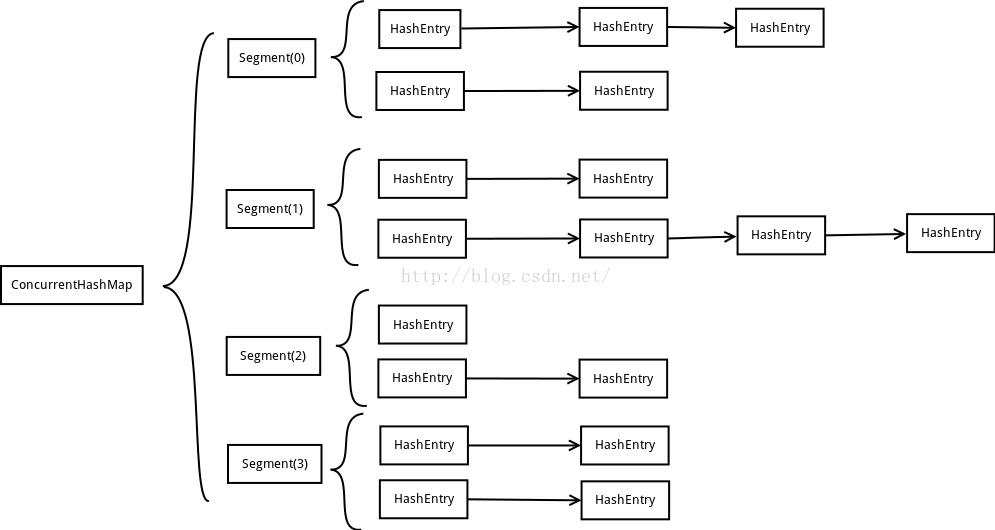 HashEntry HashEntry HashEntry
Segment(0)
HashEntry HashEntry
HashEntry HashEntry
Segment(1)
HashEntry HashEntry HashEntry HashEntry
http://blog.csdn.net/
ConcurrentHashMap
HashEntry
Segment(2)
HashEntry HashEntry
HashEntry HashEntry
Segment(3)
HashEntry HashEntry